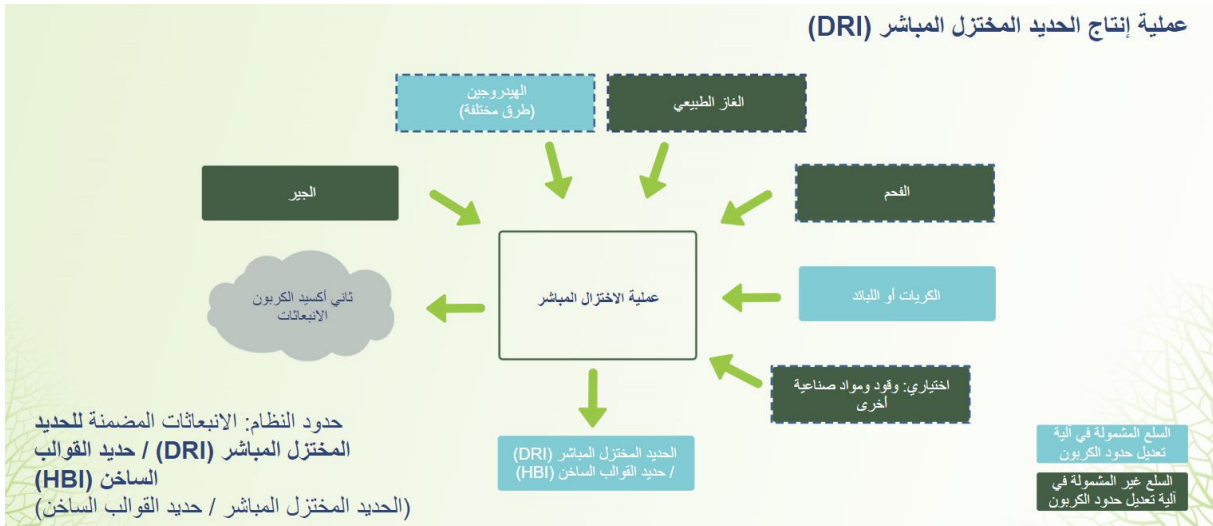 عملية إنتاج الحديد المختزل المباشر (DRI)
الهيدروجين
(طرق مختلفة)
الغاز الطبيعي
الجير
الفحم
ثاني أكسيد الكربون
الانبعاثات
عملية الاختزال المباشر
الكريات أو اللبائد
اختياري: وقود ومواد صناعية
أخرى
الحديد المختزل المباشر (DRI)
/ حديد القوالب الساخن (HBI)
حدود النظام: الانبعاثات المضمنة للحديد
المختزل المباشر (DRI) / حديد القوالب
الساخن (HBI)
(الحديد المختزل المباشر / حديد القوالب الساخن)
السلع المشمولة في آلية
تعديل حدود الكربون
السلع غير المشمولة في
آلية تعديل حدود الكربون